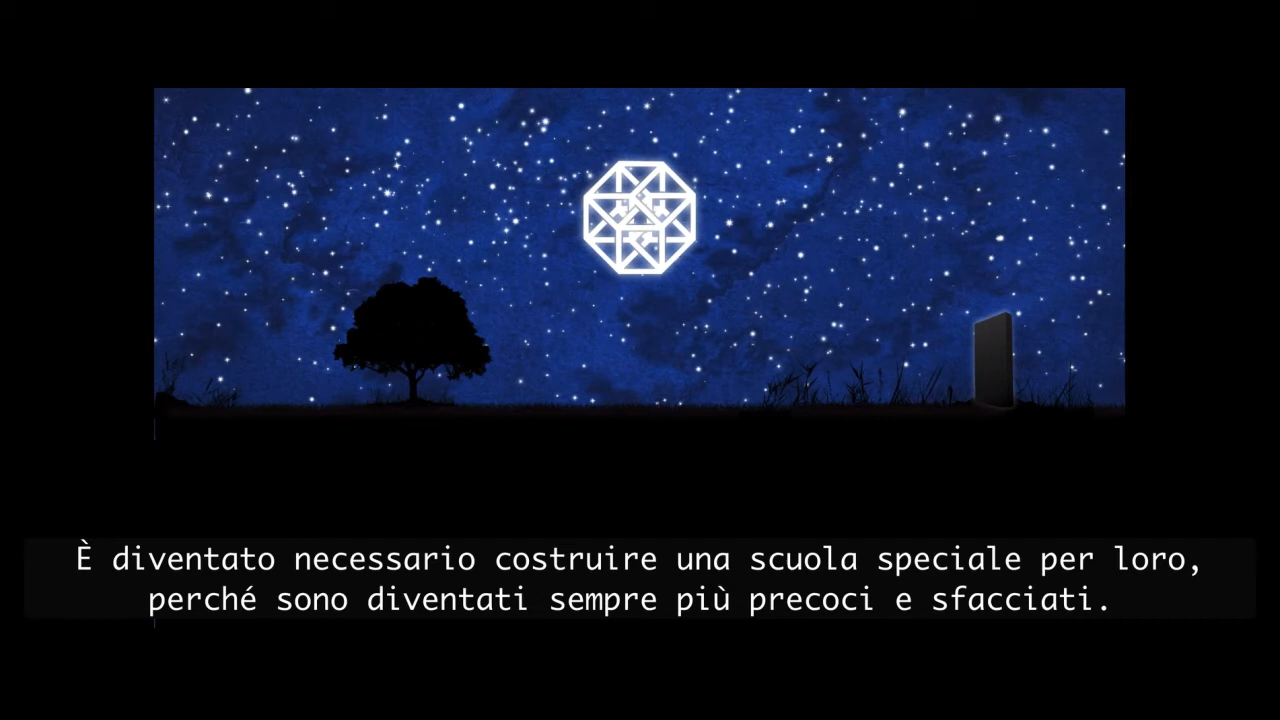 È diventato necessario costruire una scuola speciale per loro,
perché sono diventati sempre più precoci e sfacciati.